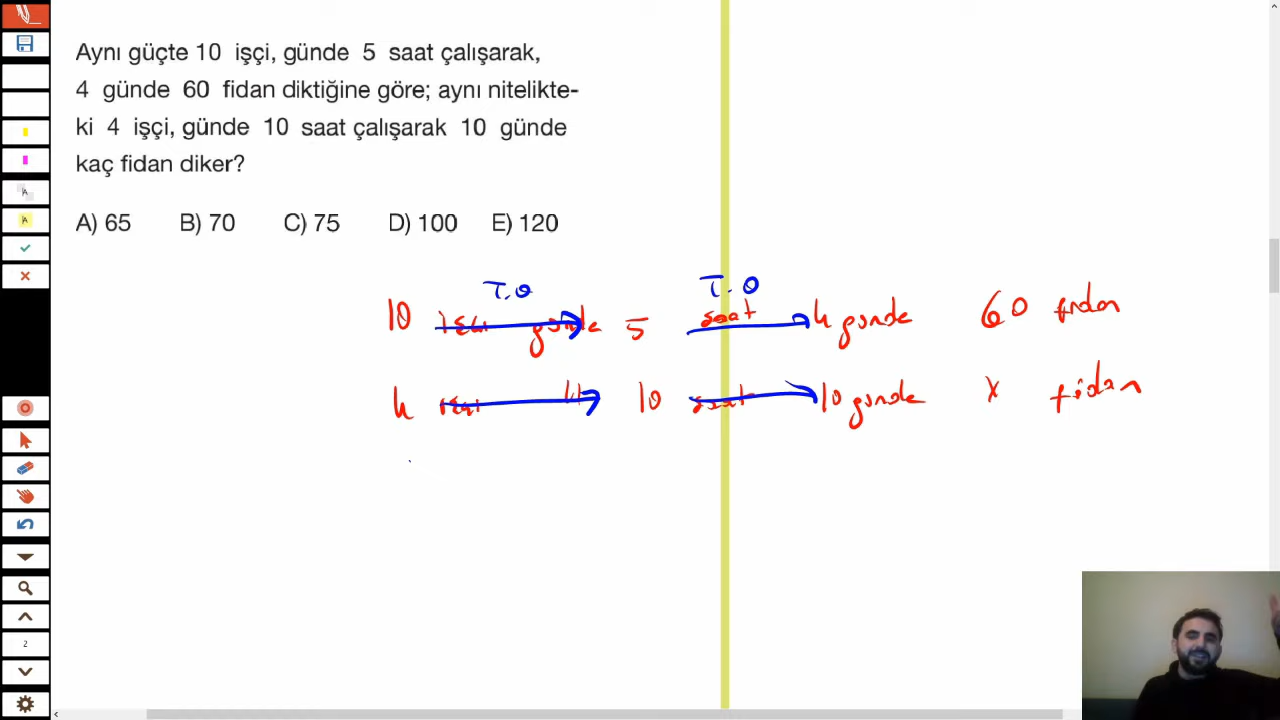 Aynı güçte 10 işçi, günde 5 saat çalışarak,
4 günde 60 fidan diktiğine göre; aynı nitelikte-
ki 4 işçi, günde 10 saat çalışarak 10 günde
kaç fidan diker?
A) 65 B) 70 C) 75 D) 100 E) 120
T.O T.O
10 işçi günde 5 saat 4 günde 60 fidan
4 işçi 10 saat 10 günde x fidan
2